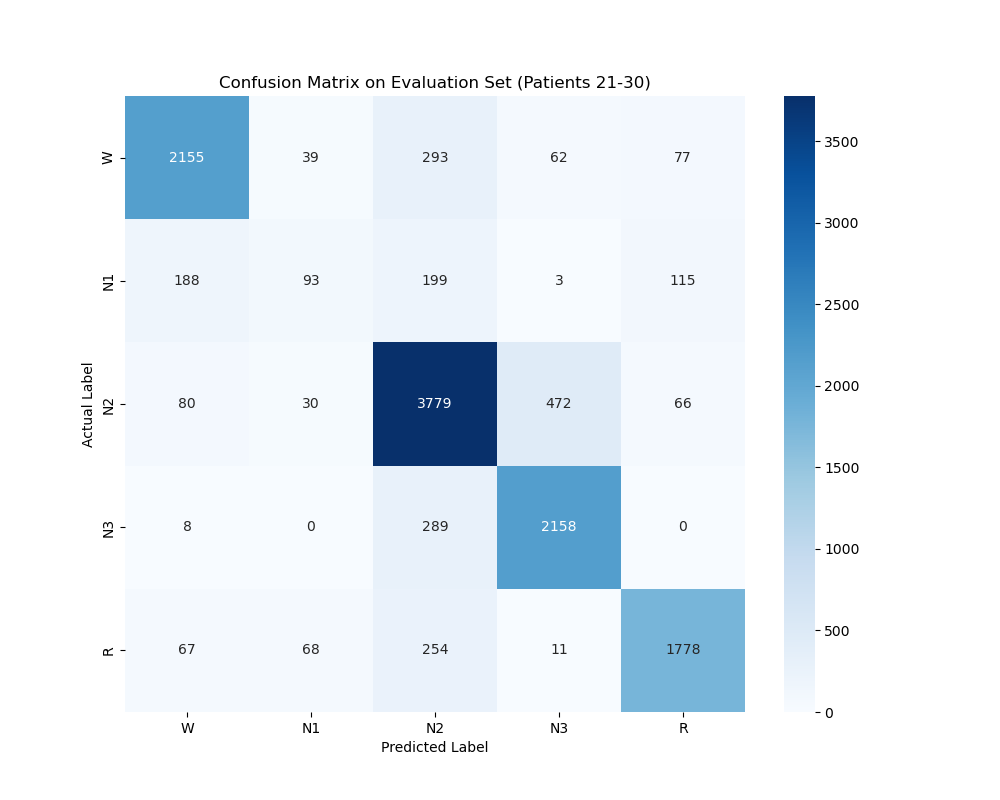 Confusion Matrix on Evaluation Set (Patients 21-30)
W 2155 39 293 62 77
N1 188 93 199 3 115
N2 80 30 3779 472 66
N3 8 0 289 2158 0
R 67 68 254 11 1778
W N1 N2 N3 R
Predicted Label
Actual Label
3500
3000
2500
2000
1500
1000
500
0